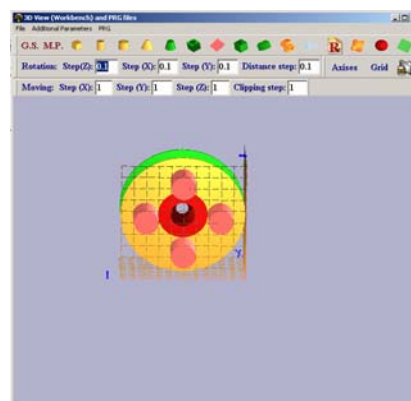 3D View (Workbench) and PRG files
File Additional Parameters PRG
G.S. M.P. R
Rotation: Step(Z): 0.1 Step (X): 0.1 Step (Y): 0.1 Distance step: 0.1 Axises Grid
Moving: Step (X): 1 Step (Y): 1 Step (Z): 1 Clipping step: 1
Y